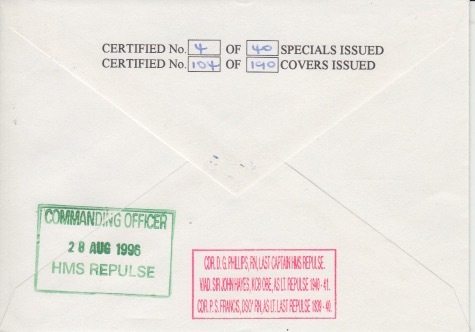 CERTIFIED No. 4 OF 40 SPECIALS ISSUED
CERTIFIED No. 104 OF 190 COVERS ISSUED
COMMANDING OFFICER
28 AUG 1996
HMS REPULSE
CDR. D. G. PHILLIPS, RN, LAST CAPTAIN HMS REPULSE.
V/AD. SIR JOHN HAYES, KCB OBE, AS LT. REPULSE 1940 - 41.
CDR. P. S. FRANCIS, DSO* RN, AS LT. LAST REPULSE 1939 - 40.